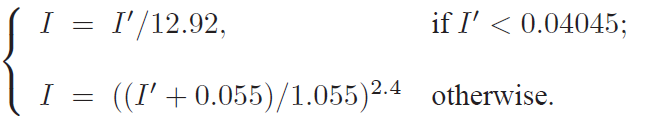 I = I′/12.92, if I′ < 0.04045;
I = ((I′ + 0.055)/1.055)^2.4 otherwise.